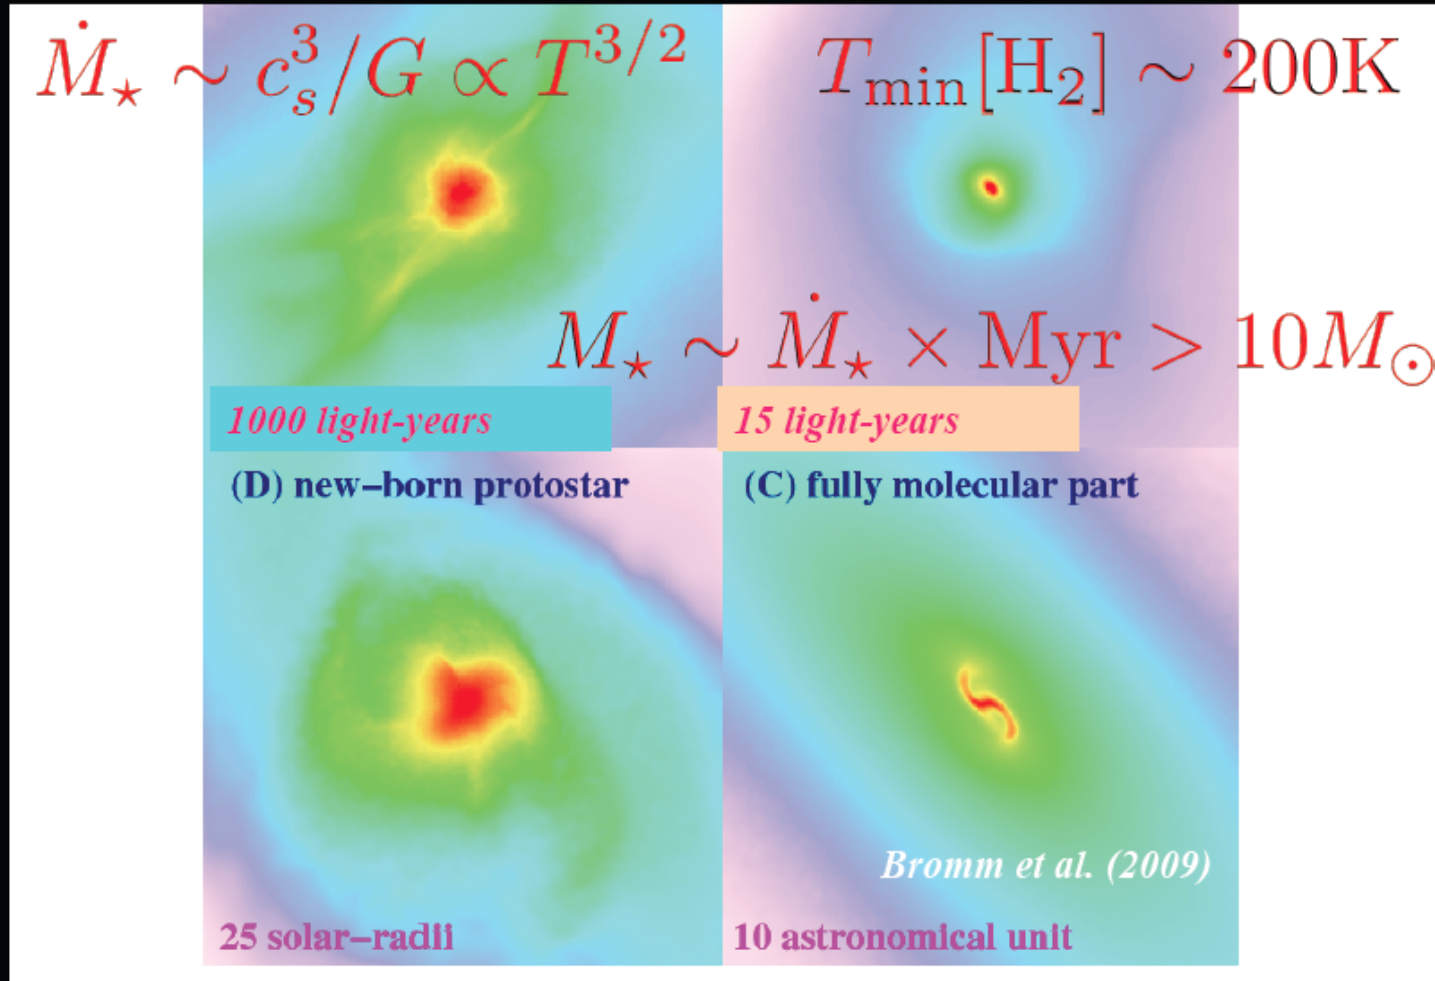 Ṁ⋆ ∼ c_s^3/G ∝ T^{3/2}
T_min[H₂] ∼ 200K
M⋆ ∼ Ṁ⋆ × Myr > 10M⊙
1000 light-years
15 light-years
(D) new–born protostar
(C) fully molecular part
Bromm et al. (2009)
25 solar–radii
10 astronomical unit